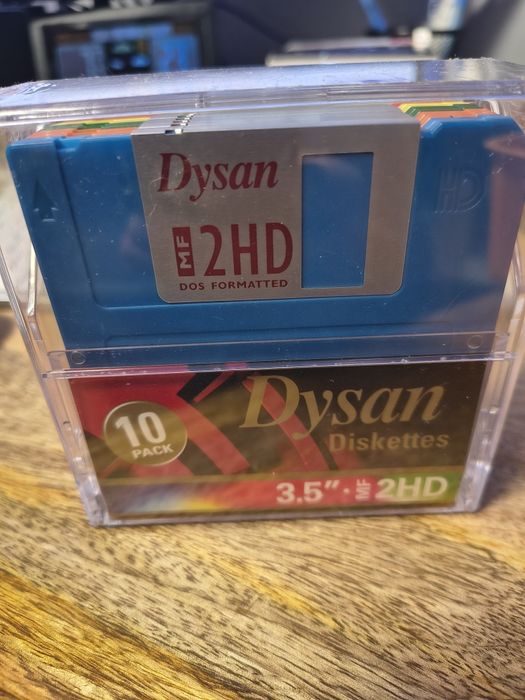 Dysan
MF 2HD
DOS FORMATTED
HD
10
PACK
Dysan
Diskettes
3.5" · MF 2HD